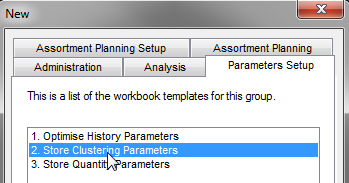 New
Assortment Planning Setup Assortment Planning
Administration Analysis Parameters Setup
This is a list of the workbook templates for this group.
1. Optimise History Parameters
2. Store Clustering Parameters
3. Store Quantity Parameters